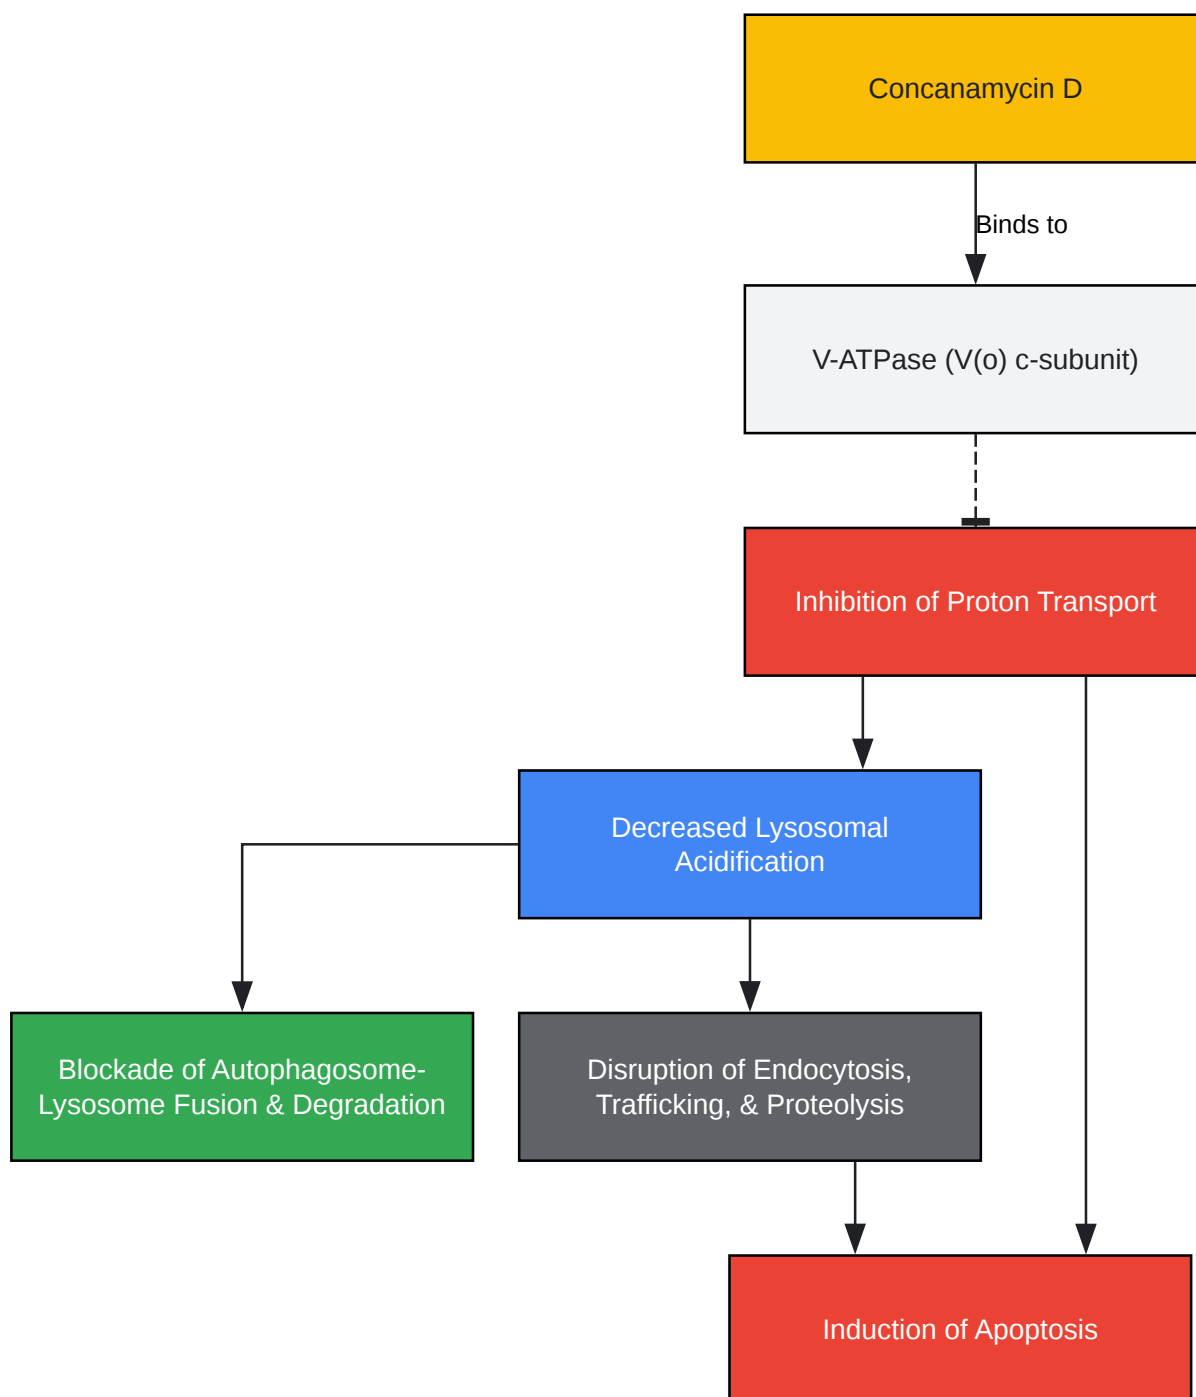 Concanamycin D
Binds to
V-ATPase (V(o) c-subunit)
Inhibition of Proton Transport
Decreased Lysosomal
Acidification
Blockade of Autophagosome-
Lysosome Fusion & Degradation
Disruption of Endocytosis,
Trafficking, & Proteolysis
Induction of Apoptosis